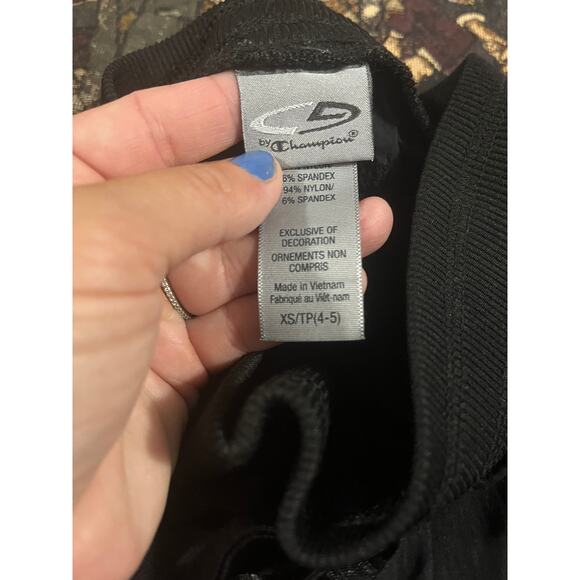 by Champion®
6% SPANDEX
94% NYLON/
6% SPANDEX
EXCLUSIVE OF
DECORATION
ORNEMENTS NON
COMPRIS
Made in Vietnam
Fabriqué au Viêt-nam
XS/TP(4-5)